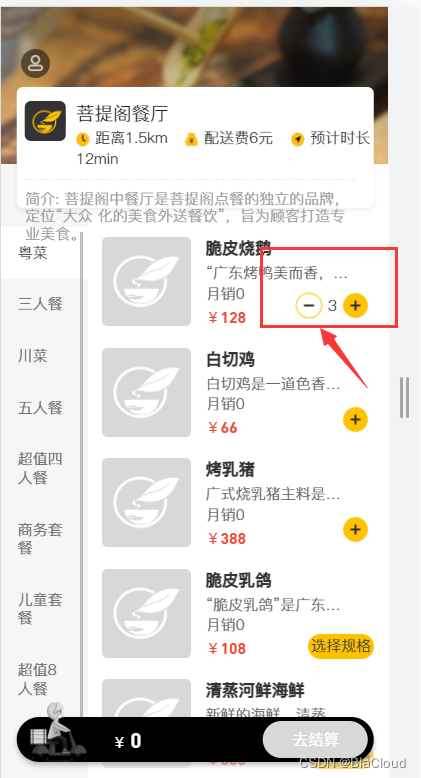 菩提阁餐厅
距离1.5km 配送费6元 预计时长
12min
简介: 菩提阁中餐厅是菩提阁点餐的独立的品牌，
定位“大众 化的美食外送餐饮”，旨为顾客打造专
业美食。
粤菜
三人餐
川菜
五人餐
超值四
人餐
商务套
餐
儿童套
餐
超值8
人餐
脆皮烧鹅
“广东烤鸭美而香，...
月销0
￥128
3
白切鸡
白切鸡是一道色香...
月销0
￥66
烤乳猪
广式烧乳猪主料是...
月销0
￥388
脆皮乳鸽
“脆皮乳鸽”是广东...
月销0
￥108
选择规格
清蒸河鲜海鲜
新鲜的海鲜，清蒸
￥ 0
去结算
CSDN @BlaCloud